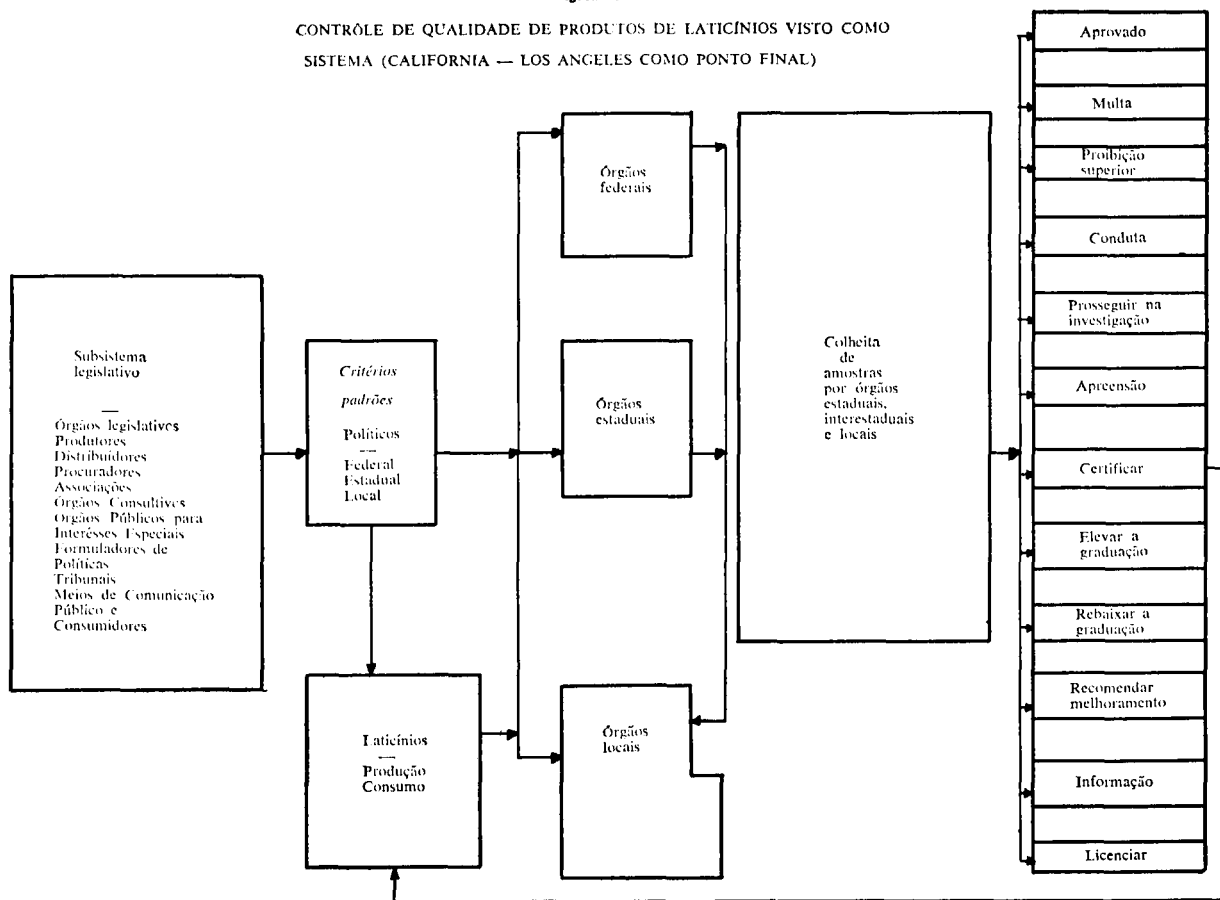 CONTRÔLE DE QUALIDADE DE PRODUTOS DE LATICÍNIOS VISTO COMO
SISTEMA (CALIFORNIA — LOS ANGELES COMO PONTO FINAL)
Subsistema
legislativo
—
Órgãos legislativos
Produtores
Distribuídores
Procuradores
Associações
Órgãos Consultivos
Orgãos Públicos para
Interêsses Especiais
Formuladores de
Políticas
Tribunais
Meios de Comunicação
Público e
Consumidores
Critérios
padrões
Políticos
—
Federal
Estadual
Local
Laticínios
—
Produção
Consumo
Órgãos
federais
Órgãos
estaduais
Órgãos
locais
Colheita
de
amostras
por órgãos
estaduais,
interestaduais
e locais
Aprovado
Multa
Proibição
superior
Conduta
Prosseguir na
investigação
Apreensão
Certificar
Elevar a
graduação
Rebaixar a
graduação
Recomendar
melhoramento
Informação
Licenciar